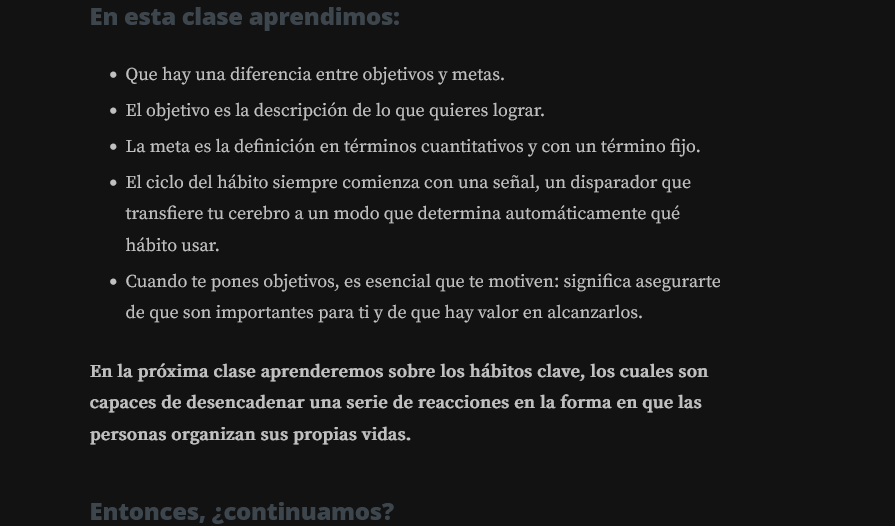 En esta clase aprendimos:
Que hay una diferencia entre objetivos y metas.
El objetivo es la descripción de lo que quieres lograr.
La meta es la definición en términos cuantitativos y con un término fijo.
El ciclo del hábito siempre comienza con una señal, un disparador que
transfiere tu cerebro a un modo que determina automáticamente qué
hábito usar.
Cuando te pones objetivos, es esencial que te motiven: significa asegurarte
de que son importantes para ti y de que hay valor en alcanzarlos.
En la próxima clase aprenderemos sobre los hábitos clave, los cuales son
capaces de desencadenar una serie de reacciones en la forma en que las
personas organizan sus propias vidas.
Entonces, ¿continuamos?